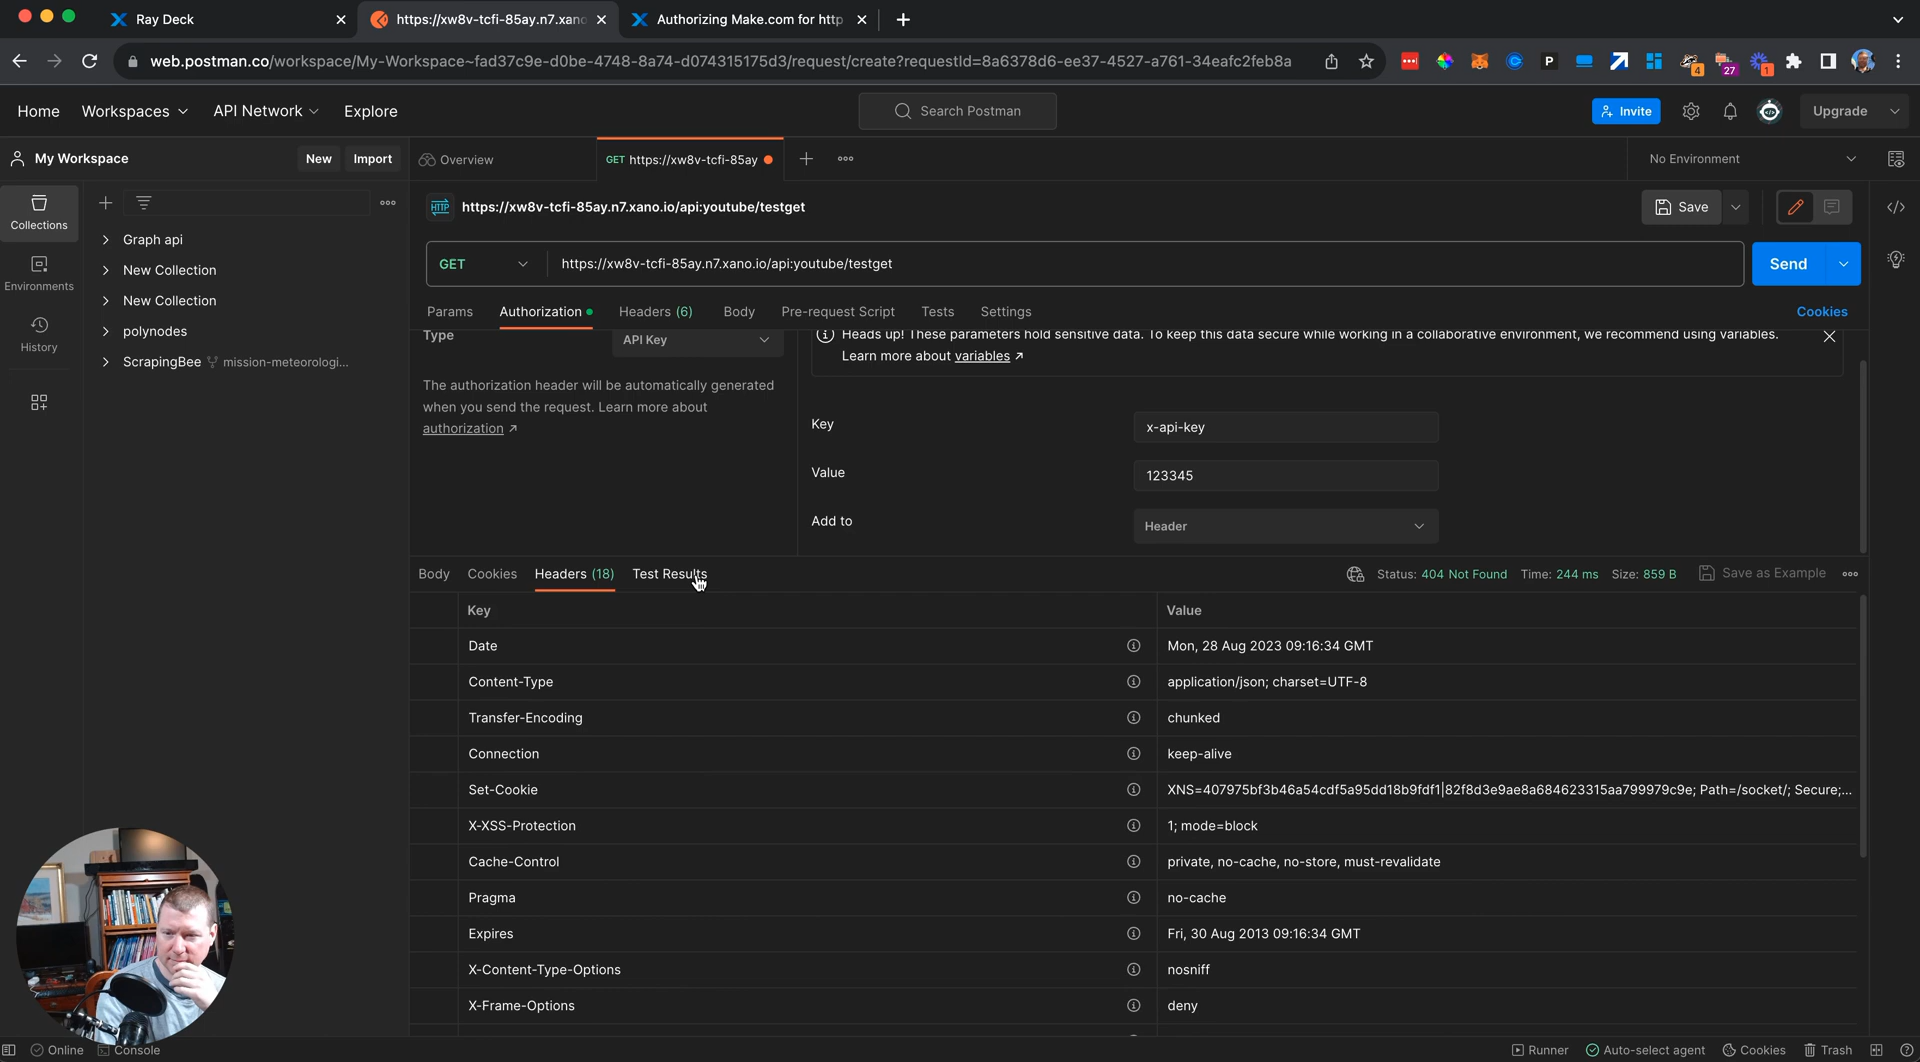 Ray Deck
https://xw8v-tcfi-85ay.n7.xano
Authorizing Make.com for http
web.postman.co/workspace/My-Workspace~fad37c9e-d0be-4748-8a74-d074315175d3/request/create?requestId=8a6378d6-ee37-4527-a761-34eafc2feb8a
P
4
27
1
Home
Workspaces
API Network
Explore
Search Postman
Invite
Upgrade
My Workspace
New
Import
Overview
GET https://xw8v-tcfi-85ay
No Environment
Collections
Environments
History
Graph api
New Collection
New Collection
polynodes
ScrapingBee mission-meteorologi...
HTTP https://xw8v-tcfi-85ay.n7.xano.io/api:youtube/testget
Save
GET https://xw8v-tcfi-85ay.n7.xano.io/api:youtube/testget
Send
Params
Authorization
Headers (6)
Body
Pre-request Script
Tests
Settings
Cookies
Type
API Key
Heads up! These parameters hold sensitive data. To keep this data secure while working in a collaborative environment, we recommend using variables.
Learn more about variables
The authorization header will be automatically generated
when you send the request. Learn more about
authorization
Key
x-api-key
Value
123345
Add to
Header
Body
Cookies
Headers (18)
Test Results
Status: 404 Not Found Time: 244 ms Size: 859 B
Save as Example
Key Value
Date Mon, 28 Aug 2023 09:16:34 GMT
Content-Type application/json; charset=UTF-8
Transfer-Encoding chunked
Connection keep-alive
Set-Cookie XNS=407975bf3b46a54cdf5a95dd18b9fdf1|82f8d3e9ae8a684623315aa799979c9e; Path=/socket/; Secure;...
X-XSS-Protection 1; mode=block
Cache-Control private, no-cache, no-store, must-revalidate
Pragma no-cache
Expires Fri, 30 Aug 2013 09:16:34 GMT
X-Content-Type-Options nosniff
X-Frame-Options deny
Online
Console
Runner
Auto-select agent
Cookies
Trash